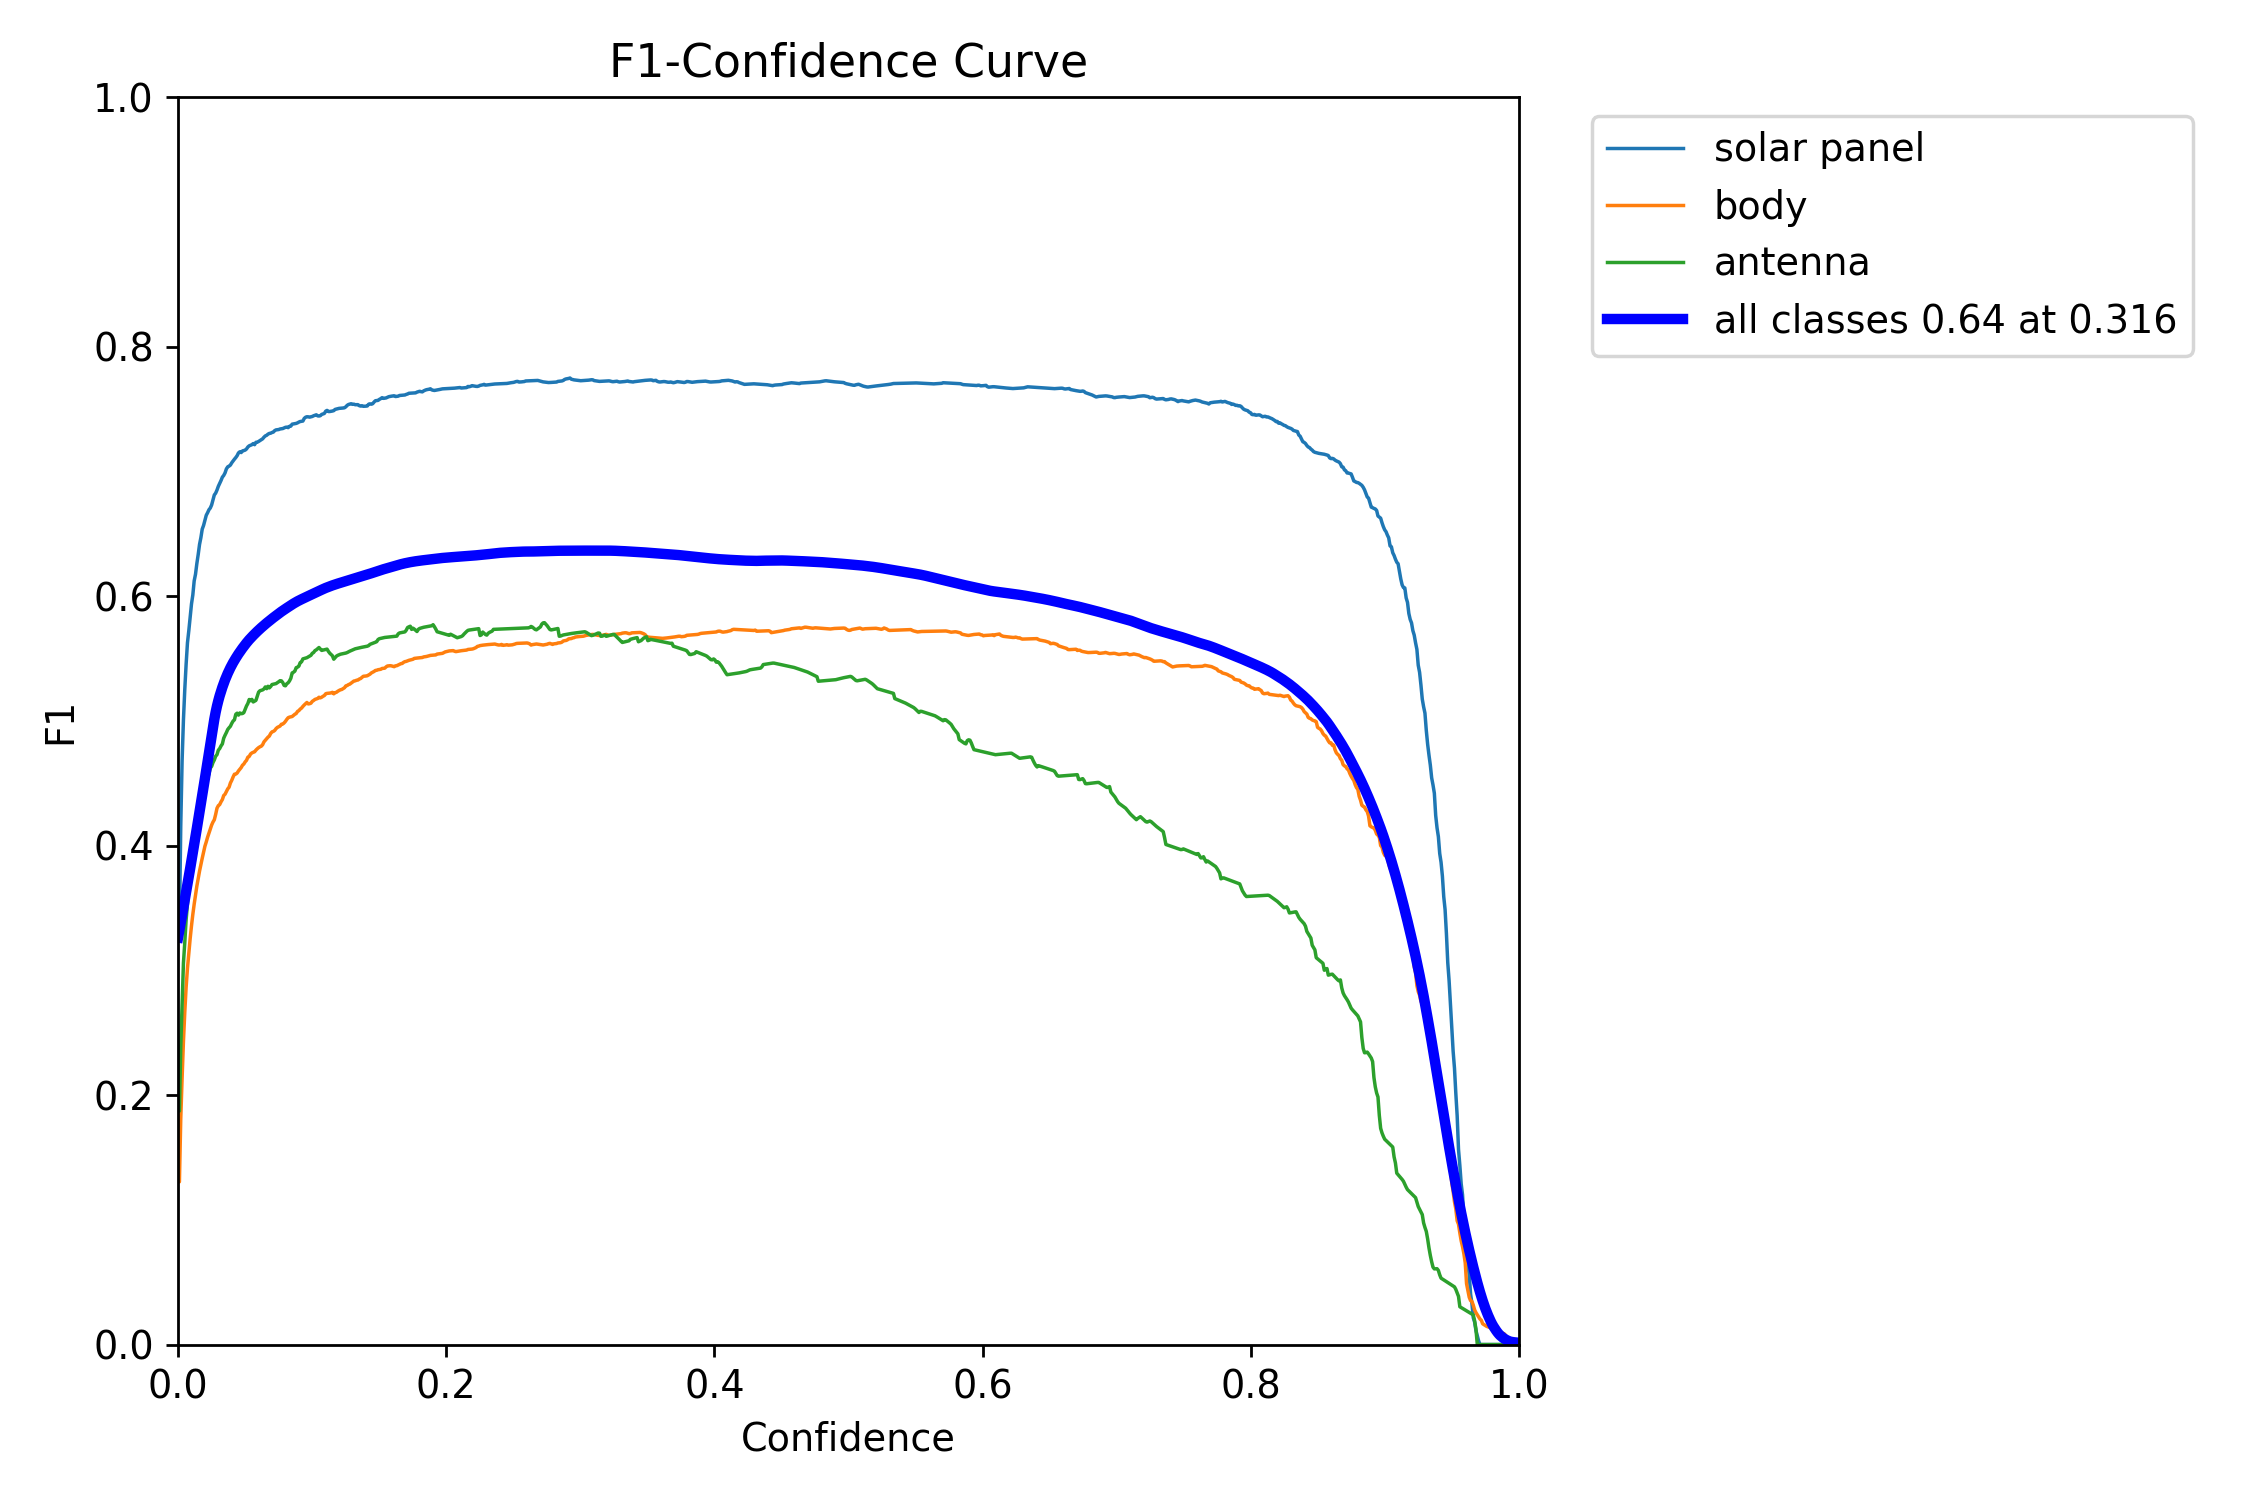 F1-Confidence Curve
1.0
0.8
0.6
0.4
0.2
0.0
F1
0.0 0.2 0.4 0.6 0.8 1.0
Confidence
solar panel
body
antenna
all classes 0.64 at 0.316